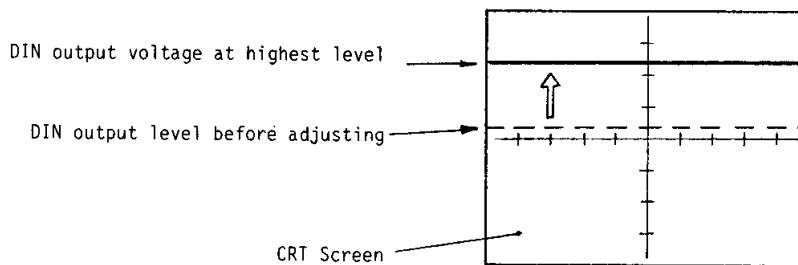 DIN output voltage at highest level
DIN output level before adjusting
CRT Screen